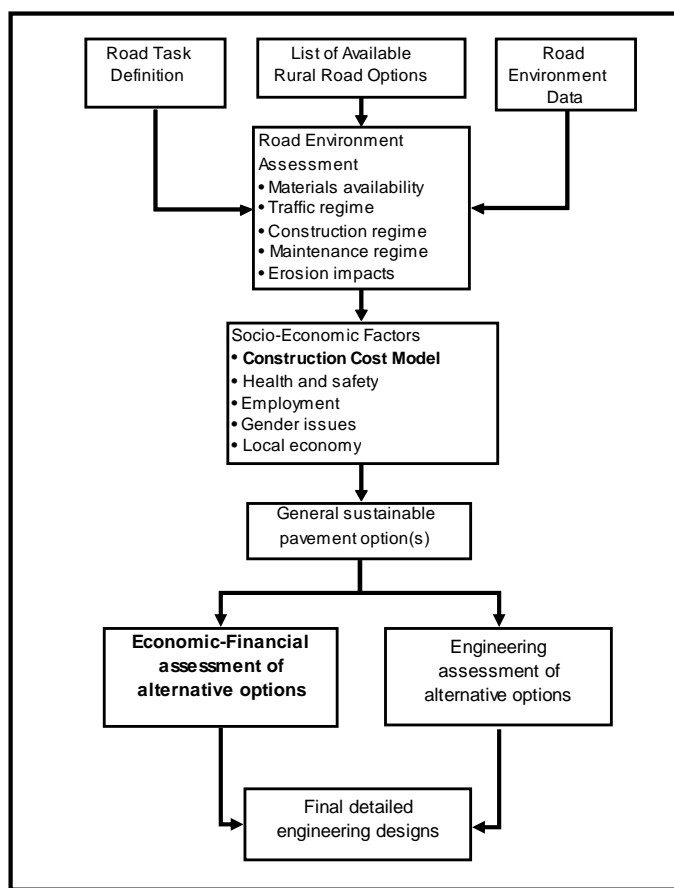 Road Task
Definition
List of Available
Rural Road Options
Road
Environment
Data
Road Environment
Assessment
• Materials availability
• Traffic regime
• Construction regime
• Maintenance regime
• Erosion impacts
Socio-Economic Factors
• Construction Cost Model
• Health and safety
• Employment
• Gender issues
• Local economy
General sustainable
pavement option(s)
Economic-Financial
assessment of
alternative options
Engineering
assessment of
alternative options
Final detailed
engineering designs